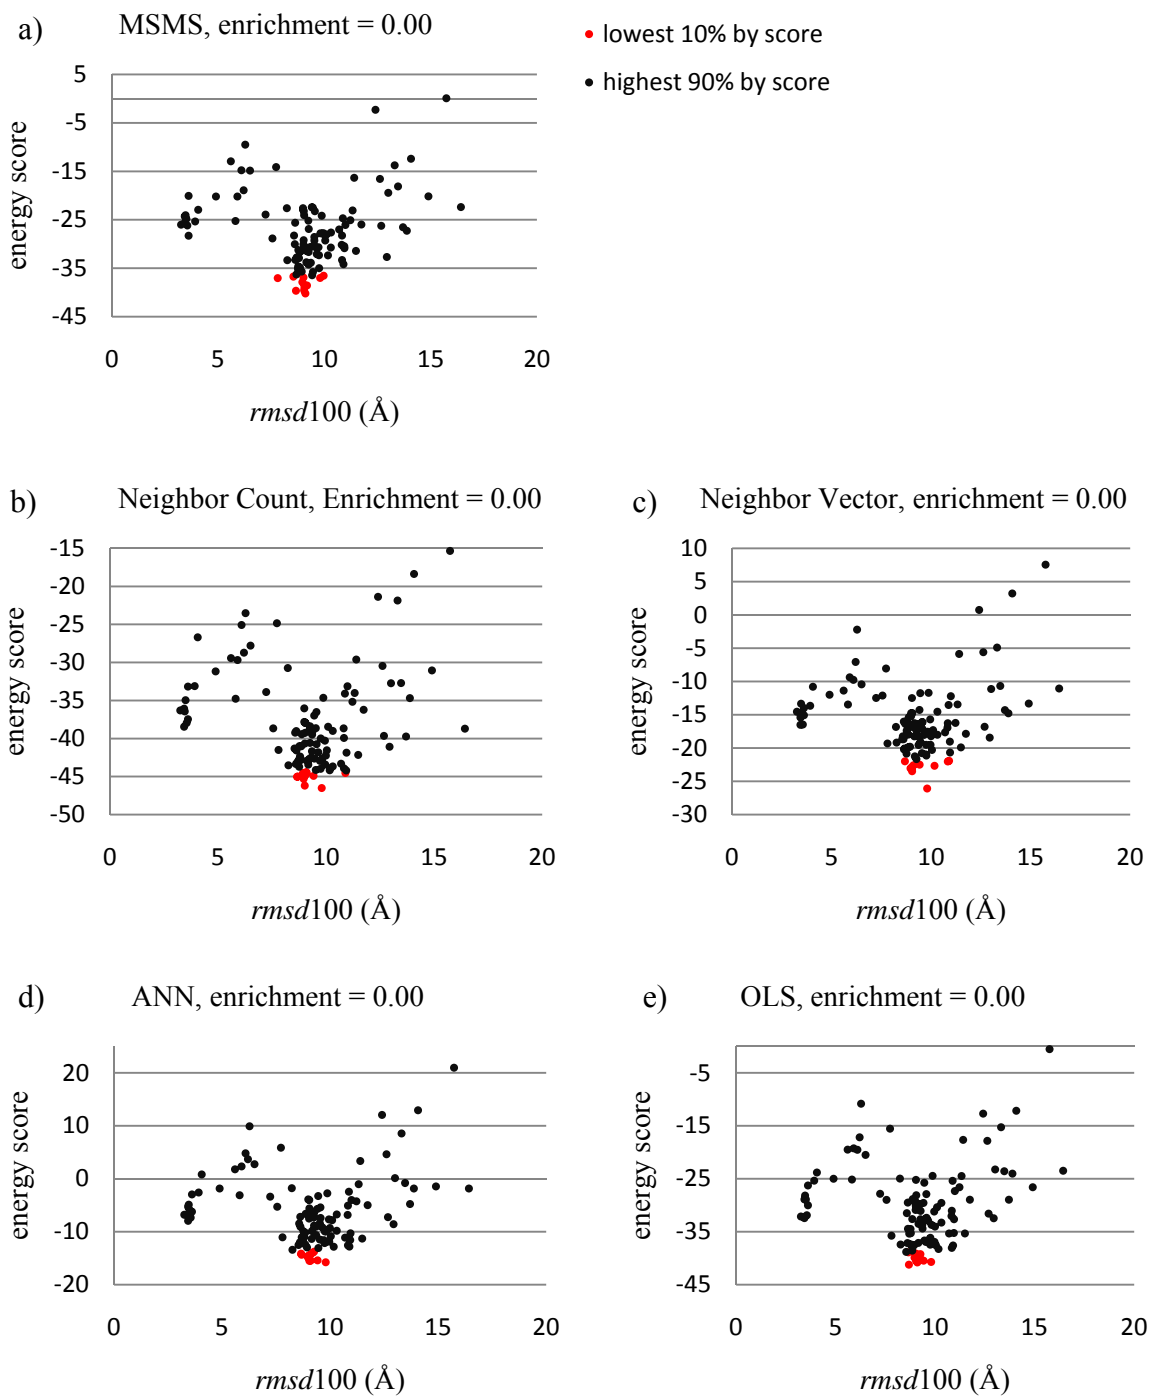 a) MSMS, enrichment = 0.00
lowest 10% by score
highest 90% by score
5
-5
-15
-25
-35
-45
energy score
0 5 10 15 20
rmsd100 (Å)
b) Neighbor Count, Enrichment = 0.00
-15
-20
-25
-30
-35
-40
-45
-50
energy score
0 5 10 15 20
rmsd100 (Å)
c) Neighbor Vector, enrichment = 0.00
10
5
0
-5
-10
-15
-20
-25
-30
energy score
0 5 10 15 20
rmsd100 (Å)
d) ANN, enrichment = 0.00
20
10
0
-10
-20
energy score
0 5 10 15 20
rmsd100 (Å)
e) OLS, enrichment = 0.00
-5
-15
-25
-35
-45
energy score
0 5 10 15 20
rmsd100 (Å)